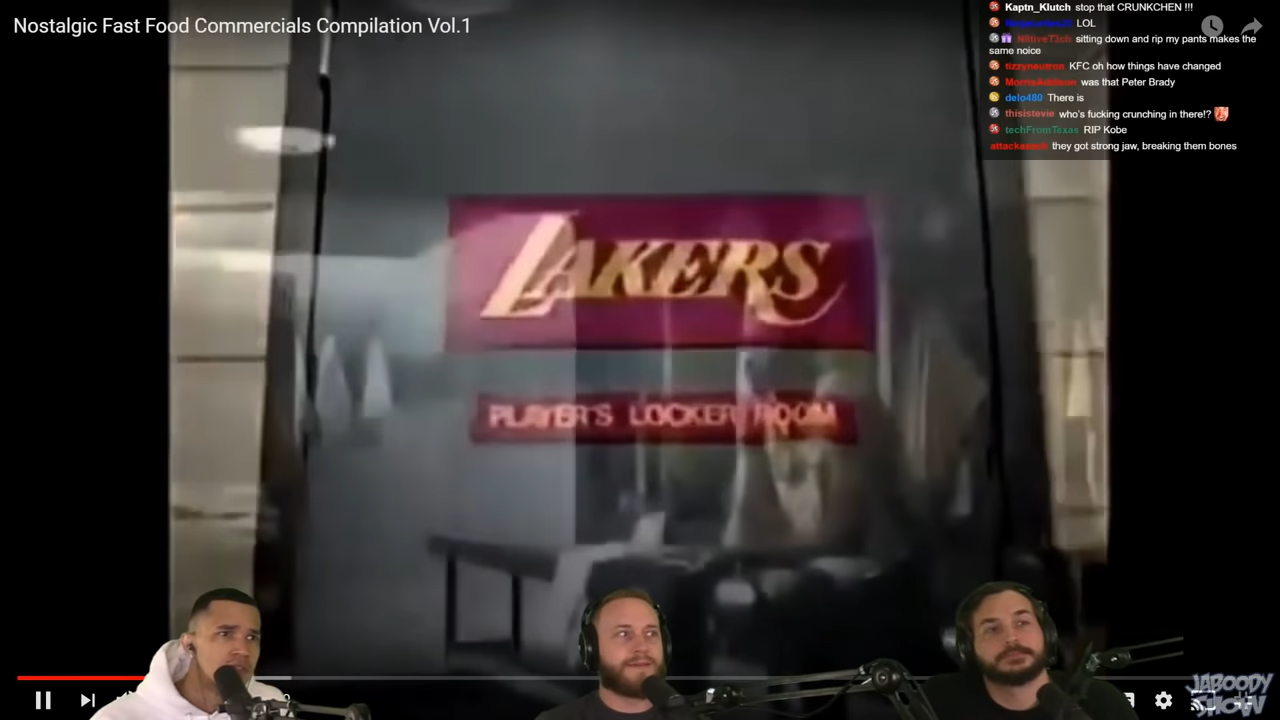 Nostalgic Fast Food Commercials Compilation Vol.1
Kaptn_Klutch stop that CRUNKCHEN !!!
LOL
sitting down and rip my pants makes the
same noice
tizzyneutron KFC oh how things have changed
MorrisAddison was that Peter Brady
delo480 There is
thisistevie who's fucking crunching in there!?
techFromTexas RIP Kobe
they got strong jaw, breaking them bones
LAKERS
PLAYER'S LOCKER ROOM
JABOODY
SHOW